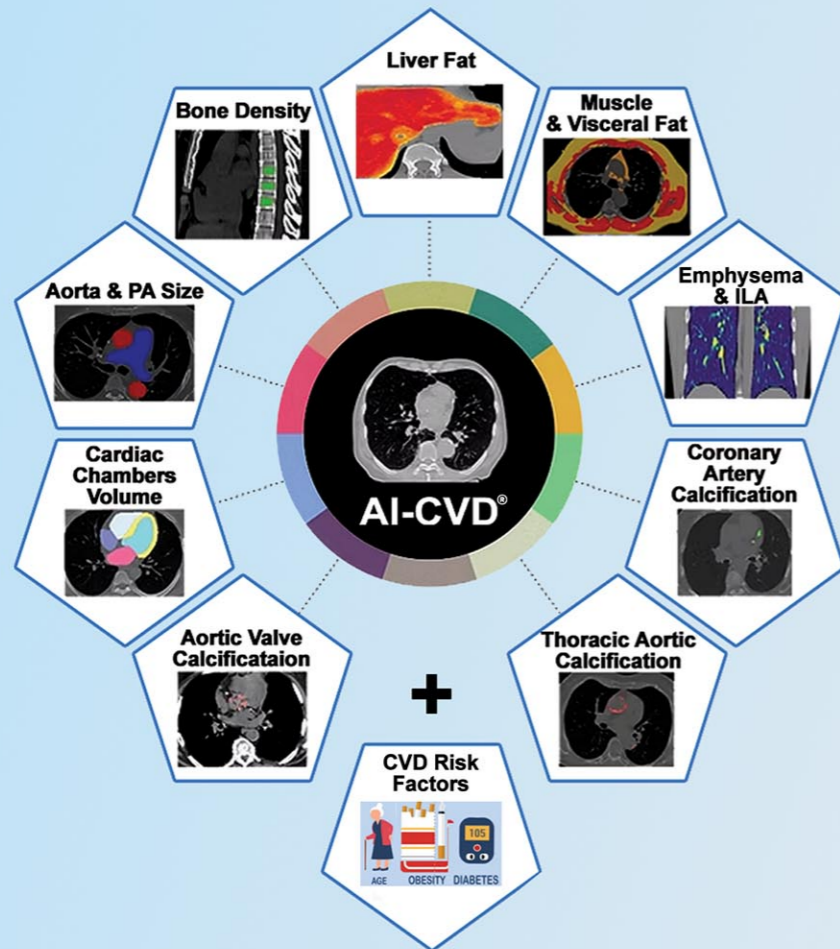 Liver Fat
Bone Density
Muscle
& Visceral Fat
Aorta & PA Size
Emphysema
& ILA
Cardiac
Chambers
Volume
AI-CVD®
Coronary
Artery
Calcification
Aortic Valve
Calcificataion
Thoracic Aortic
Calcification
+
CVD Risk
Factors
105
AGE OBESITY DIABETES